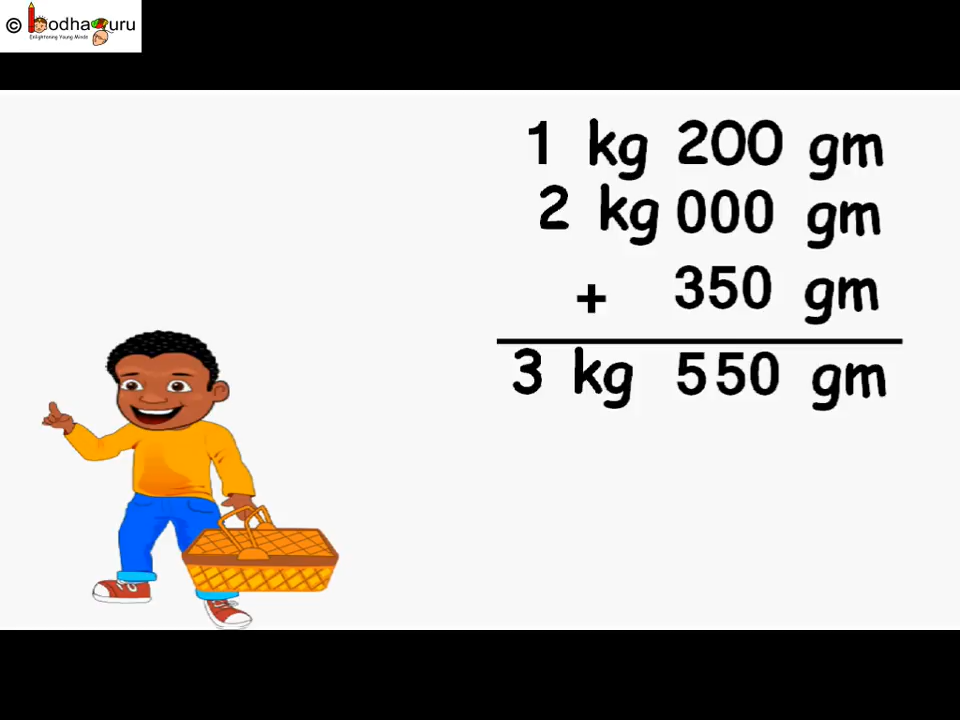 © BodhaGuru
Enlightening Young Minds
1 kg 200 gm
2 kg 000 gm
+ 350 gm
3 kg 550 gm